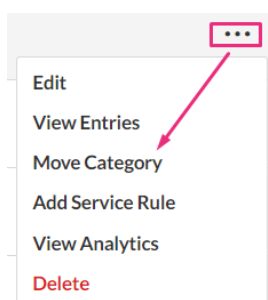 ...
Edit
View Entries
Move Category
Add Service Rule
View Analytics
Delete